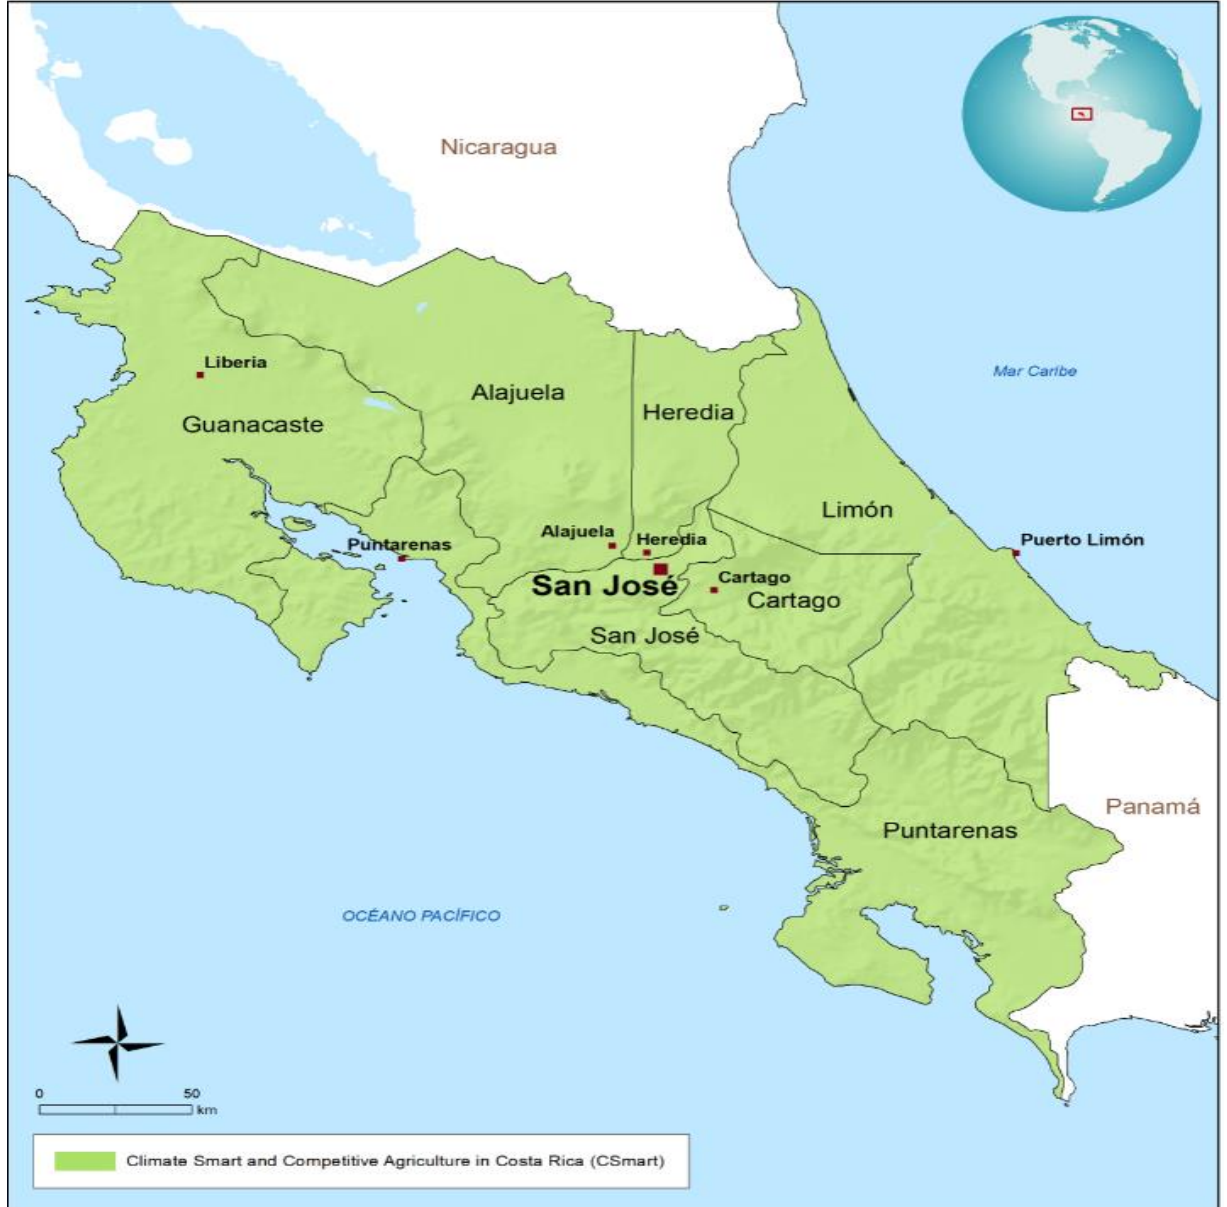 Nicaragua
Mar Caribe
Liberia
Guanacaste
Alajuela
Heredia
Limón
Alajuela
Heredia
Puntarenas
Puerto Limón
San José
Cartago
Cartago
San José
Panamá
Puntarenas
OCÉANO PACÍFICO
0 50
km
Climate Smart and Competitive Agriculture in Costa Rica (CSmart)